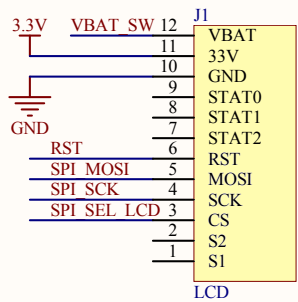 J1
3.3V
VBAT_SW 12 VBAT
11 33V
10 GND
GND
9 STAT0
8 STAT1
7 STAT2
RST 6 RST
SPI_MOSI 5 MOSI
SPI_SCK 4 SCK
SPI_SEL_LCD 3 CS
2 S2
1 S1
LCD